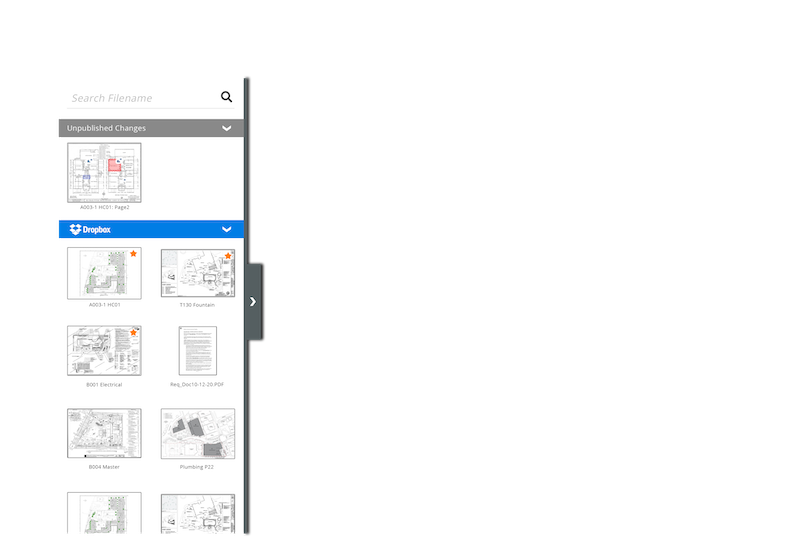 Search Filename
Unpublished Changes
A003-1 HC01: Page2
Dropbox
A003-1 HC01
T130 Fountain
B001 Electrical
Req_Doc10-12-20.PDF
B004 Master
Plumbing P22